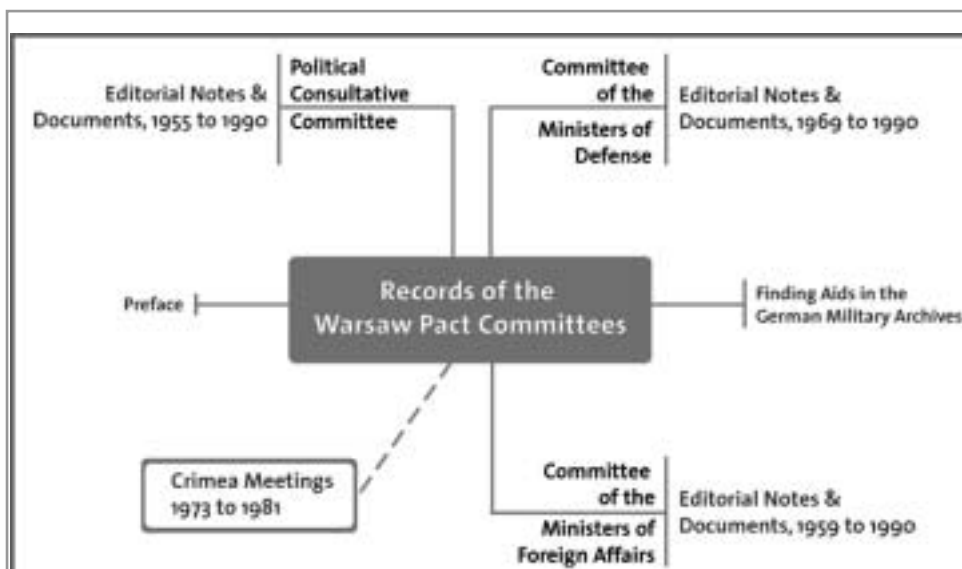 Editorial Notes &
Documents, 1955 to 1990
Political
Consultative
Committee
Committee
of the
Ministers of
Defense
Editorial Notes &
Documents, 1969 to 1990
Preface
Records of the
Warsaw Pact Committees
Finding Aids in the
German Military Archives
Crimea Meetings
1973 to 1981
Committee
of the
Ministers of
Foreign Affairs
Editorial Notes &
Documents, 1959 to 1990